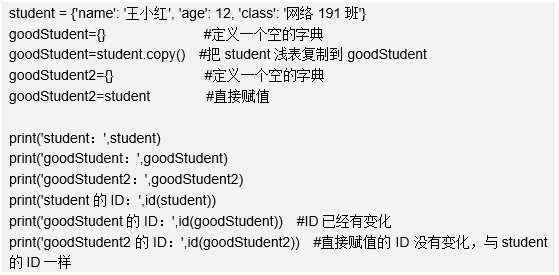 student = {'name': '王小红', 'age': 12, 'class': '网络 191 班'}
goodStudent={} #定义一个空的字典
goodStudent=student.copy() #把 student 浅表复制到 goodStudent
goodStudent2={} #定义一个空的字典
goodStudent2=student #直接赋值
print('student：',student)
print('goodStudent：',goodStudent)
print('goodStudent2：',goodStudent2)
print('student 的 ID：',id(student))
print('goodStudent 的 ID：',id(goodStudent)) #ID 已经有变化
print('goodStudent2 的 ID：',id(goodStudent2)) #直接赋值的 ID 没有变化，与 student
的 ID 一样